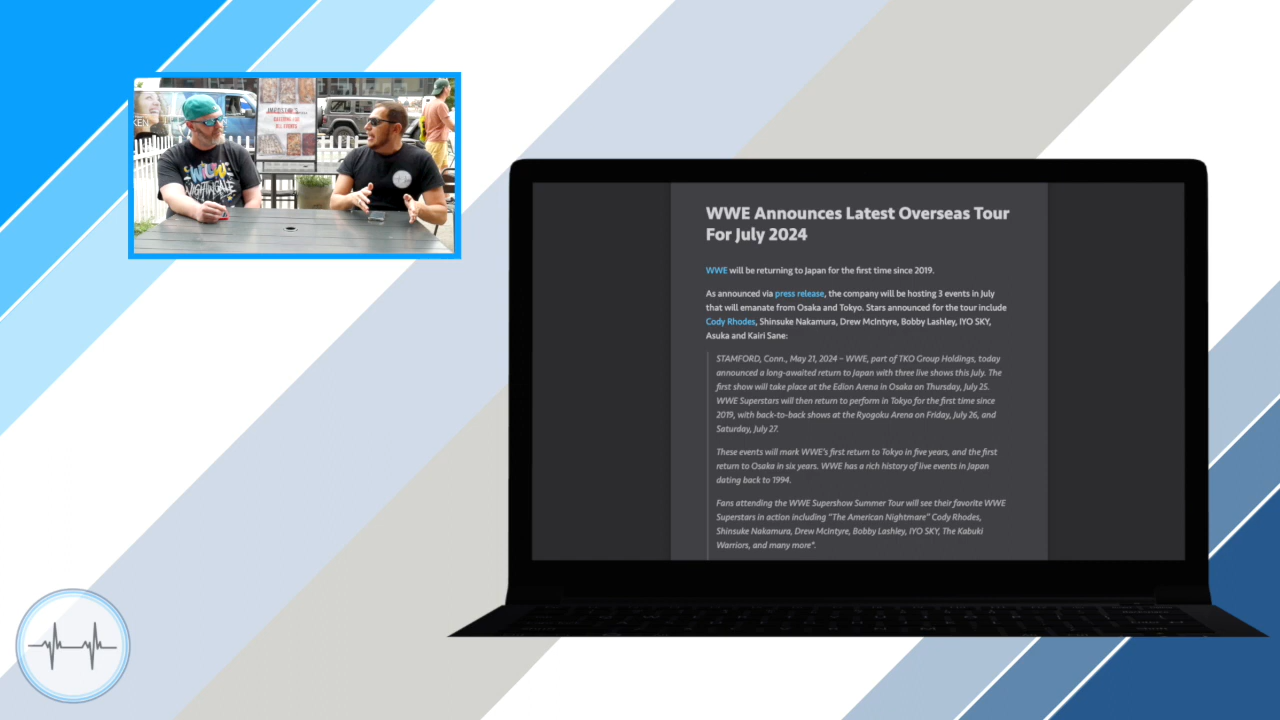 KEN
JARDISTAN'S
CATERING FOR
ALL EVENTS
WILLOW
NIGHTINGALE
WWE Announces Latest Overseas Tour
For July 2024
WWE will be returning to Japan for the first time since 2019.
As announced via press release, the company will be hosting 3 events in July
that will emanate from Osaka and Tokyo. Stars announced for the tour include
Cody Rhodes, Shinsuke Nakamura, Drew McIntyre, Bobby Lashley, IYO SKY,
Asuka and Kairi Sane:
STAMFORD, Conn., May 21, 2024 – WWE, part of TKO Group Holdings, today
announced a long-awaited return to Japan with three live shows this July. The
first show will take place at the Edion Arena in Osaka on Thursday, July 25.
WWE Superstars will then return to perform in Tokyo for the first time since
2019, with back-to-back shows at the Ryogoku Arena on Friday, July 26, and
Saturday, July 27.
These events will mark WWE's first return to Tokyo in five years, and the first
return to Osaka in six years. WWE has a rich history of live events in Japan
dating back to 1994.
Fans attending the WWE Supershow Summer Tour will see their favorite WWE
Superstars in action including "The American Nightmare" Cody Rhodes,
Shinsuke Nakamura, Drew McIntyre, Bobby Lashley, IYO SKY, The Kabuki
Warriors, and many more*.